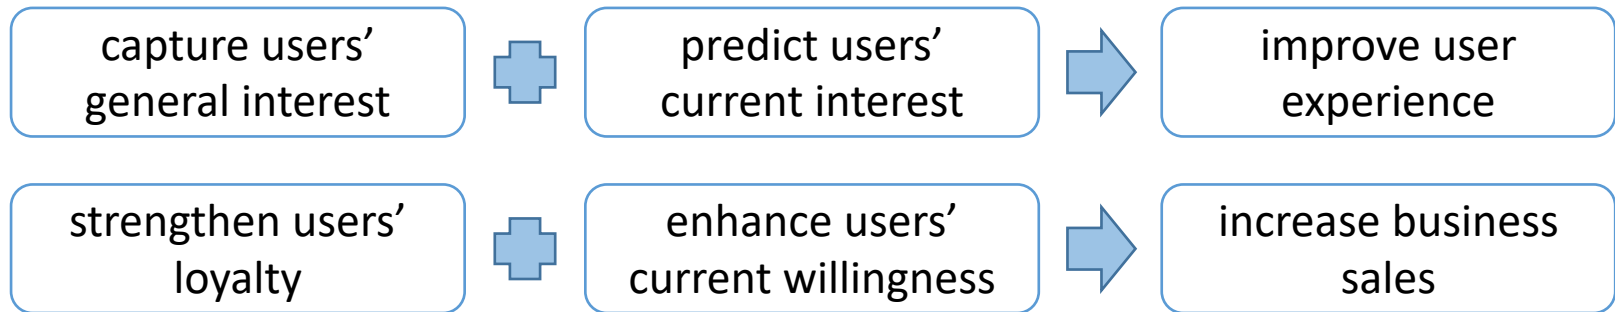 capture users’
general interest
predict users’
current interest
improve user
experience
strengthen users’
loyalty
enhance users’
current willingness
increase business
sales